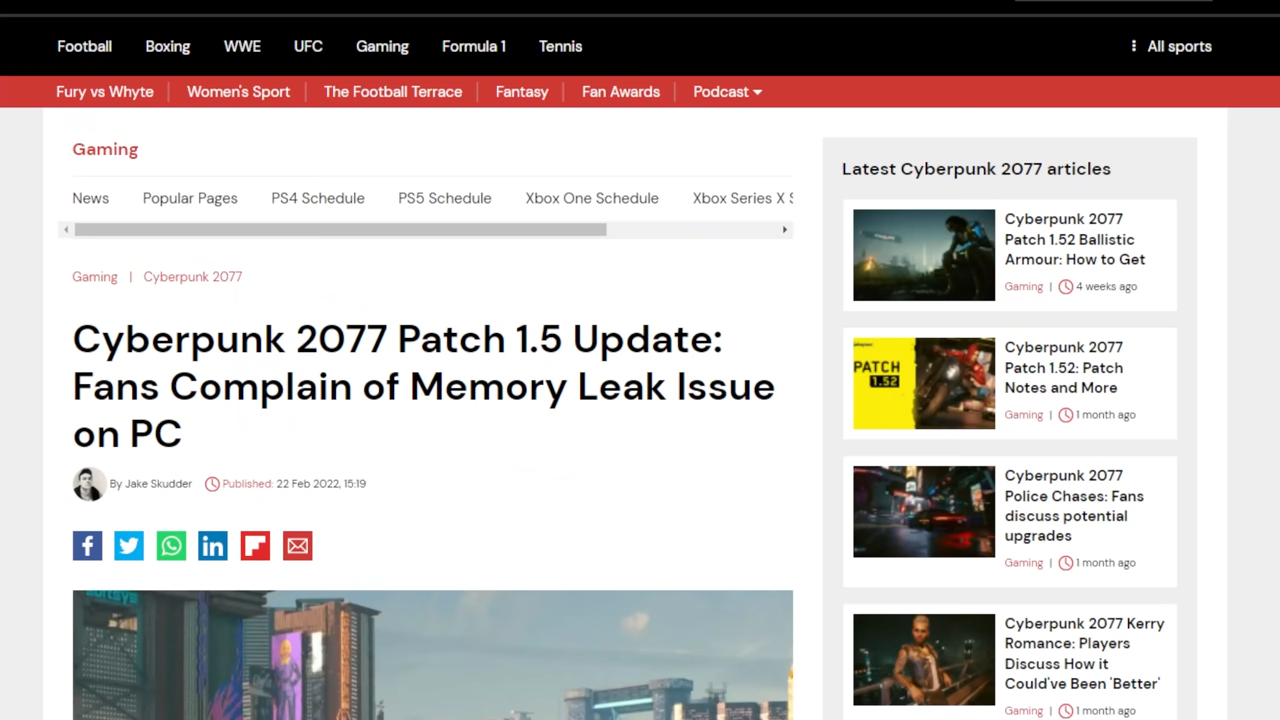 Football Boxing WWE UFC Gaming Formula 1 Tennis All sports
Fury vs Whyte Women's Sport The Football Terrace Fantasy Fan Awards Podcast
Gaming
News Popular Pages PS4 Schedule PS5 Schedule Xbox One Schedule Xbox Series X S
Gaming | Cyberpunk 2077
Cyberpunk 2077 Patch 1.5 Update:
Fans Complain of Memory Leak Issue
on PC
By Jake Skudder Published: 22 Feb 2022, 15:19
Latest Cyberpunk 2077 articles
Cyberpunk 2077
Patch 1.52 Ballistic
Armour: How to Get
Gaming | 4 weeks ago
PATCH
1.52
Cyberpunk 2077
Patch 1.52: Patch
Notes and More
Gaming | 1 month ago
Cyberpunk 2077
Police Chases: Fans
discuss potential
upgrades
Gaming | 1 month ago
Cyberpunk 2077 Kerry
Romance: Players
Discuss How it
Could've Been 'Better'
Gaming | 1 month ago